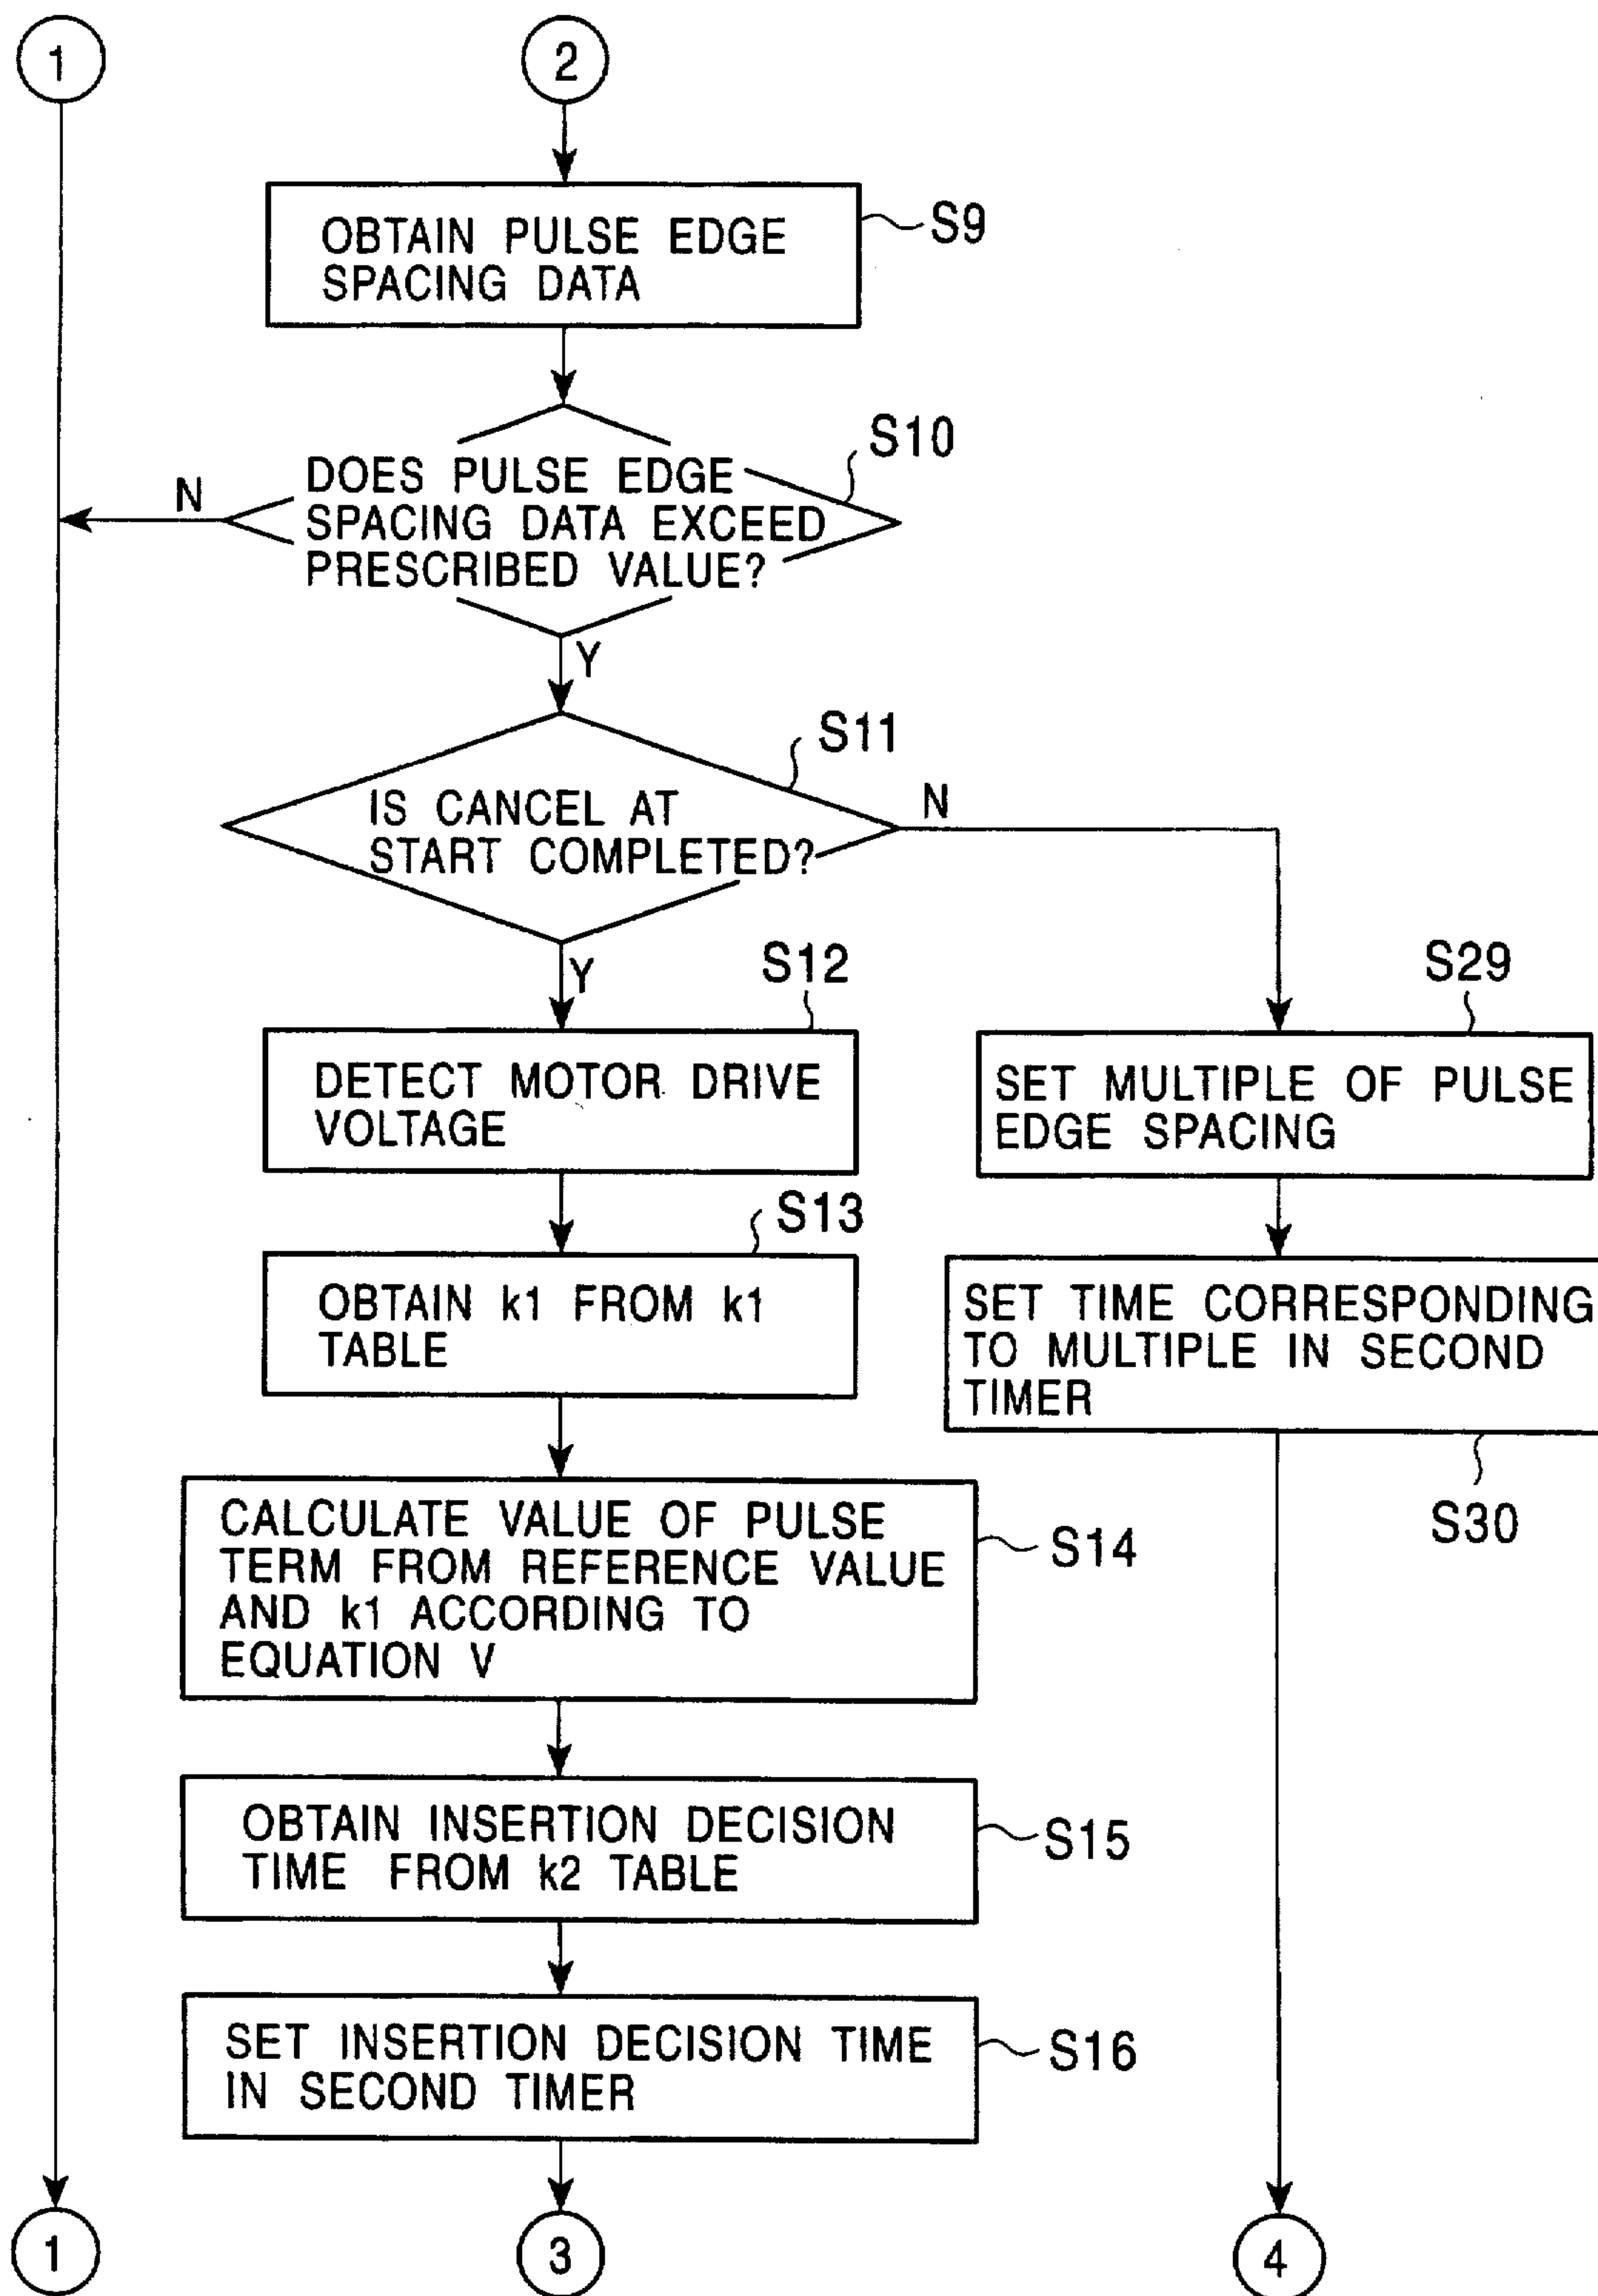 1
2
OBTAIN PULSE EDGE
SPACING DATA
S9
S10
DOES PULSE EDGE
SPACING DATA EXCEED
PRESCRIBED VALUE?
N
Y
S11
IS CANCEL AT
START COMPLETED?
N
Y
S12
DETECT MOTOR DRIVE
VOLTAGE
S29
SET MULTIPLE OF PULSE
EDGE SPACING
S13
OBTAIN k1 FROM k1
TABLE
SET TIME CORRESPONDING
TO MULTIPLE IN SECOND
TIMER
S30
CALCULATE VALUE OF PULSE
TERM FROM REFERENCE VALUE
AND k1 ACCORDING TO
EQUATION V
S14
OBTAIN INSERTION DECISION
TIME FROM k2 TABLE
S15
SET INSERTION DECISION TIME
IN SECOND TIMER
S16
1
3
4